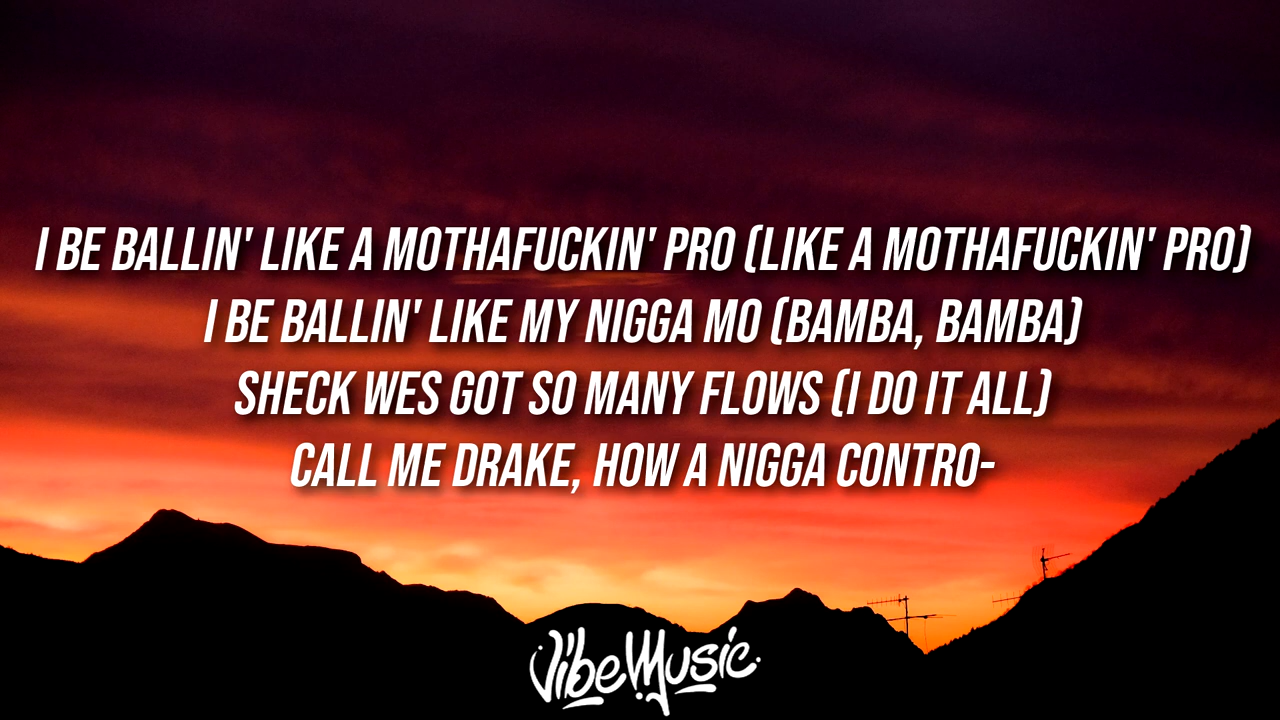 I BE BALLIN' LIKE A MOTHAFUCKIN' PRO (LIKE A MOTHAFUCKIN' PRO)
I BE BALLIN' LIKE MY NIGGA MO (BAMBA, BAMBA)
SHECK WES GOT SO MANY FLOWS (I DO IT ALL)
CALL ME DRAKE, HOW A NIGGA CONTRO-
VibeMusic